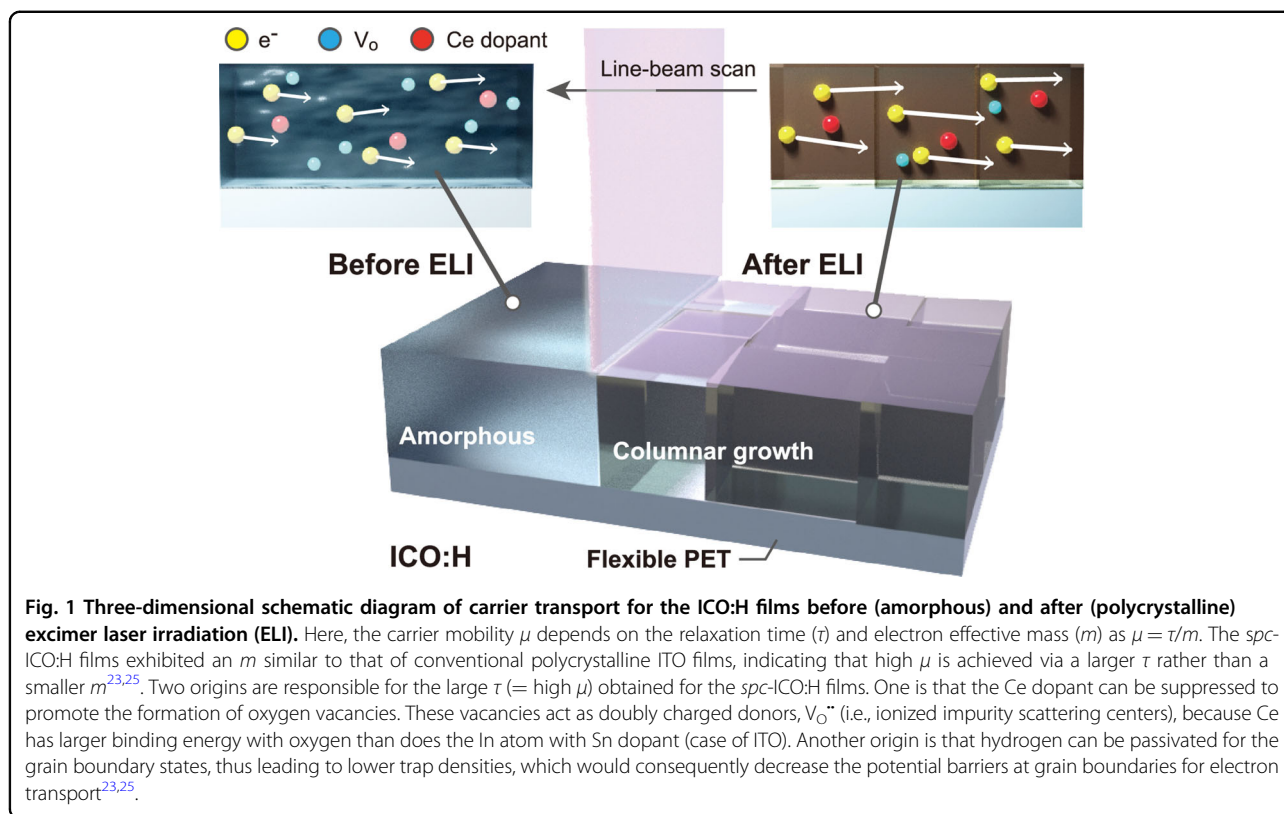 e⁻ Vₒ Ce dopant
Line-beam scan
Before ELI
After ELI
Amorphous
Columnar growth
ICO:H
Flexible PET
Fig. 1 Three-dimensional schematic diagram of carrier transport for the ICO:H films before (amorphous) and after (polycrystalline)
excimer laser irradiation (ELI). Here, the carrier mobility μ depends on the relaxation time (τ) and electron effective mass (m) as μ = τ/m. The spc-
ICO:H films exhibited an m similar to that of conventional polycrystalline ITO films, indicating that high μ is achieved via a larger τ rather than a
smaller m23,25. Two origins are responsible for the large τ (= high μ) obtained for the spc-ICO:H films. One is that the Ce dopant can be suppressed to
promote the formation of oxygen vacancies. These vacancies act as doubly charged donors, VO•• (i.e., ionized impurity scattering centers), because Ce
has larger binding energy with oxygen than does the In atom with Sn dopant (case of ITO). Another origin is that hydrogen can be passivated for the
grain boundary states, thus leading to lower trap densities, which would consequently decrease the potential barriers at grain boundaries for electron
transport23,25.